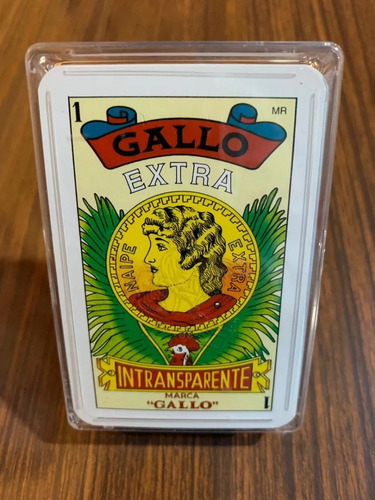 1
MR
GALLO
EXTRA
NAIPE EXTRA
INTRANSPARENTE
MARCA
"GALLO"
1